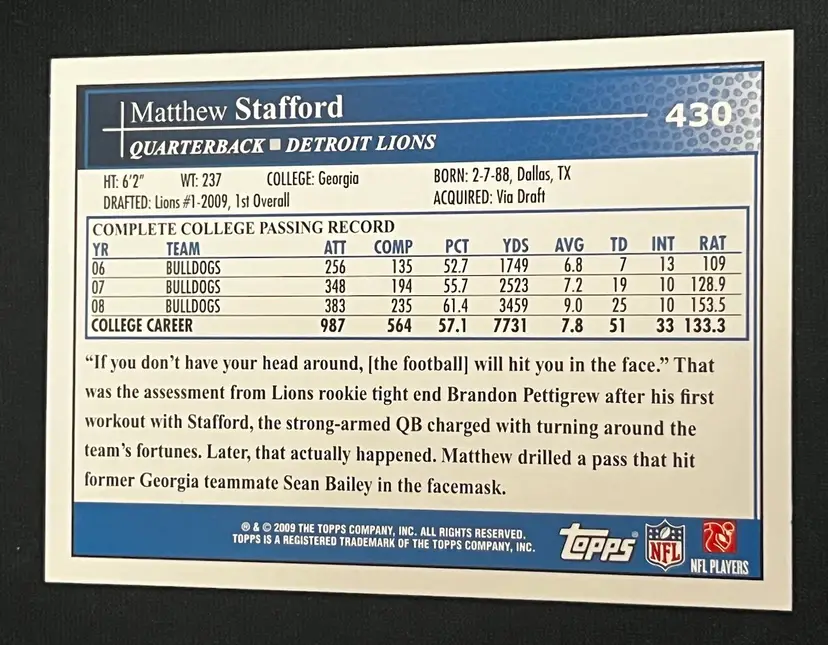 Matthew Stafford 430
QUARTERBACK ■ DETROIT LIONS
HT: 6'2" WT: 237 COLLEGE: Georgia BORN: 2-7-88, Dallas, TX
DRAFTED: Lions #1-2009, 1st Overall ACQUIRED: Via Draft
COMPLETE COLLEGE PASSING RECORD
YR TEAM ATT COMP PCT YDS AVG TD INT RAT
06 BULLDOGS 256 135 52.7 1749 6.8 7 13 109
07 BULLDOGS 348 194 55.7 2523 7.2 19 10 128.9
08 BULLDOGS 383 235 61.4 3459 9.0 25 10 153.5
COLLEGE CAREER 987 564 57.1 7731 7.8 51 33 133.3
“If you don’t have your head around, [the football] will hit you in the face.” That
was the assessment from Lions rookie tight end Brandon Pettigrew after his first
workout with Stafford, the strong-armed QB charged with turning around the
team’s fortunes. Later, that actually happened. Matthew drilled a pass that hit
former Georgia teammate Sean Bailey in the facemask.
® & © 2009 THE TOPPS COMPANY, INC. ALL RIGHTS RESERVED.
TOPPS IS A REGISTERED TRADEMARK OF THE TOPPS COMPANY, INC.
topps®
NFL
NFL PLAYERS